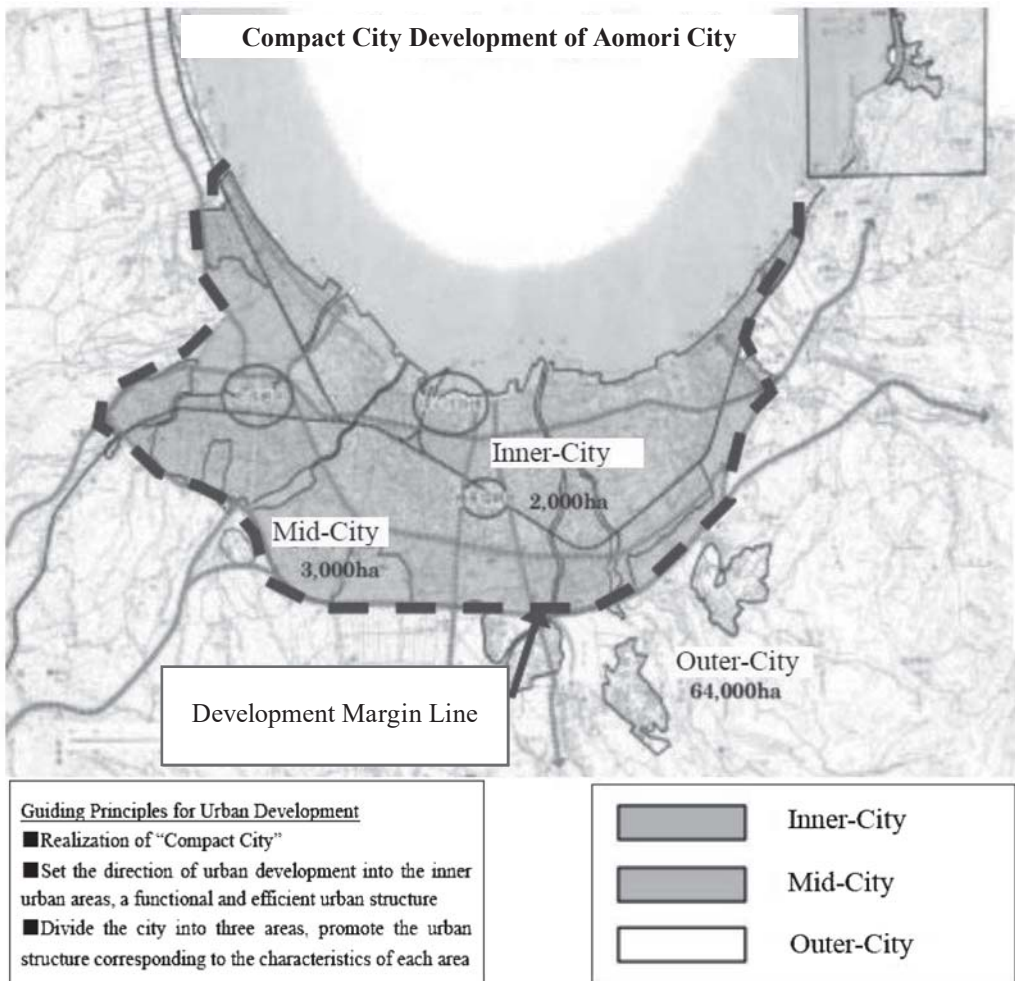 Compact City Development of Aomori City
Inner-City
2,000ha
Mid-City
3,000ha
Outer-City
64,000ha
Development Margin Line
Guiding Principles for Urban Development
■Realization of “Compact City”
■Set the direction of urban development into the inner
urban areas, a functional and efficient urban structure
■Divide the city into three areas, promote the urban
structure corresponding to the characteristics of each area
Inner-City
Mid-City
Outer-City